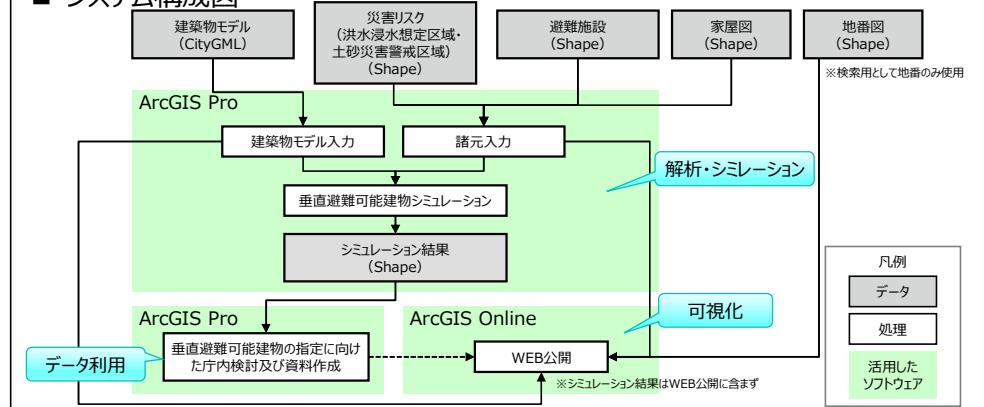 ■ システム構成図
建築物モデル
(CityGML)
災害リスク
(洪水浸水想定区域・
土砂災害警戒区域)
(Shape)
避難施設
(Shape)
家屋図
(Shape)
地番図
(Shape)
※検索用として地番のみ使用
ArcGIS Pro
建築物モデル入力
諸元入力
解析・シミレーション
垂直避難可能建物シミュレーション
シミュレーション結果
(Shape)
凡例
データ
処理
活用した
ソフトウェア
可視化
ArcGIS Pro
ArcGIS Online
データ利用
垂直避難可能建物の指定に向け
た庁内検討及び資料作成
WEB公開
※シミュレーション結果はWEB公開に含まず